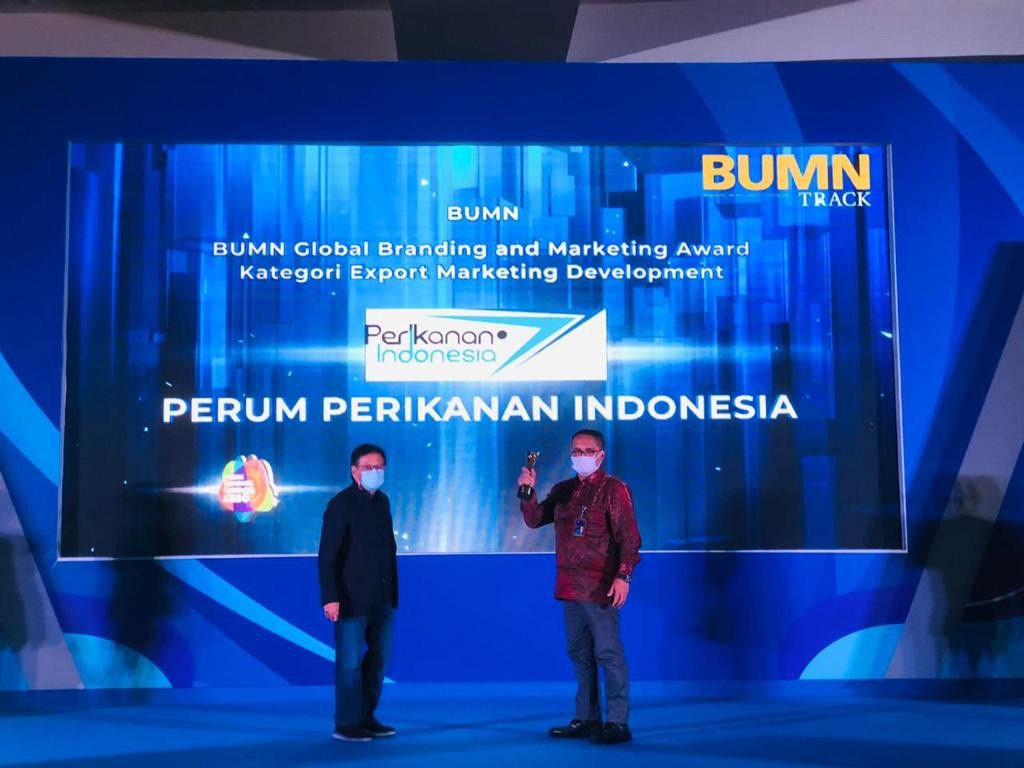 BUMN
TRACK
BUMN
BUMN Global Branding and Marketing Award
Kategori Export Marketing Development
Perikanan
Indonesia
PERUM PERIKANAN INDONESIA